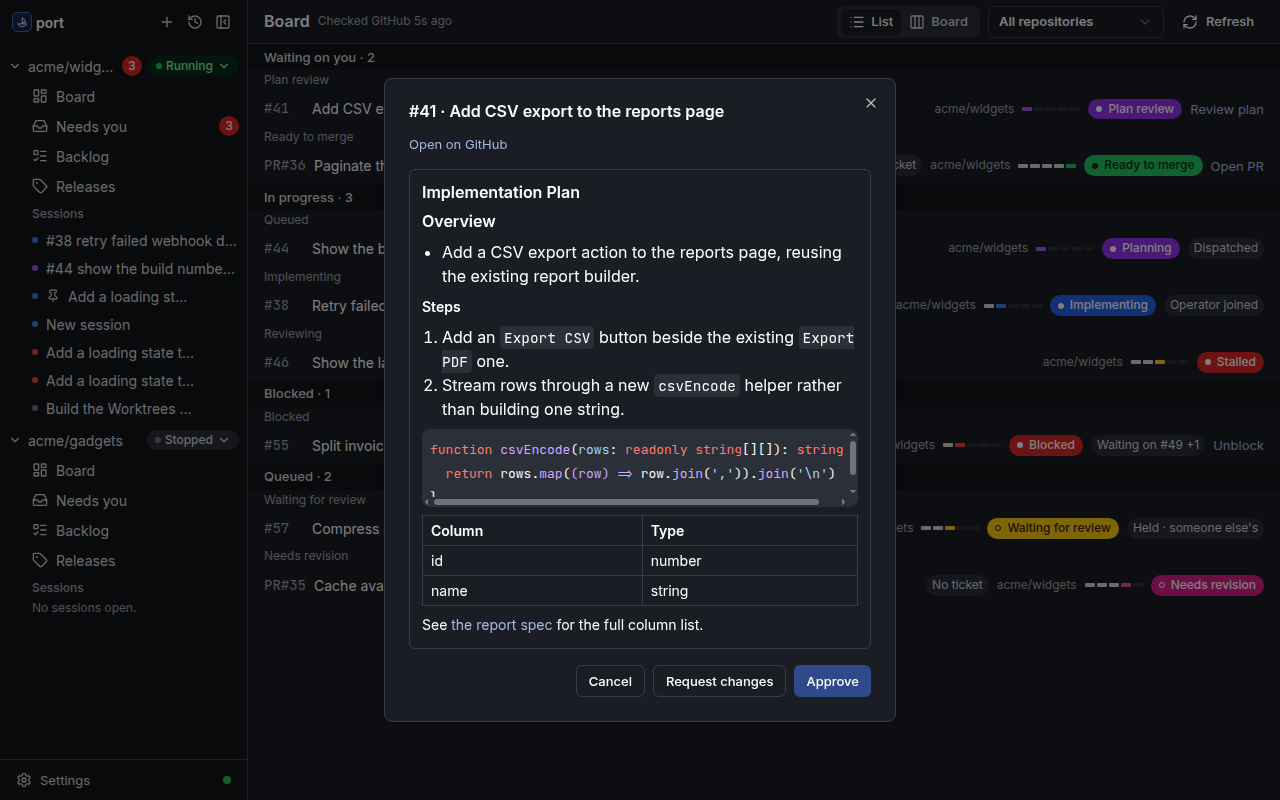 port
Board
Checked GitHub 5s ago
List
Board
All repositories
Refresh
acme/widg...
3
Running
Board
Needs you
3
Backlog
Releases
Sessions
#38 retry failed webhook d...
#44 show the build numbe...
Add a loading st...
New session
Add a loading state t...
Add a loading state t...
Build the Worktrees ...
acme/gadgets
Stopped
Board
Needs you
Backlog
Releases
Sessions
No sessions open.
Settings
Waiting on you · 2
Plan review
#41 Add CSV e
acme/widgets Plan review Review plan
Ready to merge
PR#36 Paginate th
cket acme/widgets Ready to merge Open PR
In progress · 3
Queued
#44 Show the b
acme/widgets Planning Dispatched
Implementing
#38 Retry failed
acme/widgets Implementing Operator joined
Reviewing
#46 Show the la
acme/widgets Stalled
Blocked · 1
Blocked
#55 Split invoic
widgets Blocked Waiting on #49 +1 Unblock
Queued · 2
Waiting for review
#57 Compress
ets Waiting for review Held · someone else's
Needs revision
PR#35 Cache ava
No ticket acme/widgets Needs revision
#41 · Add CSV export to the reports page
Open on GitHub
Implementation Plan
Overview
• Add a CSV export action to the reports page, reusing
the existing report builder.
Steps
1. Add an Export CSV button beside the existing Export
PDF one.
2. Stream rows through a new csvEncode helper rather
than building one string.
function csvEncode(rows: readonly string[][]): string
return rows.map((row) => row.join(',')).join('\n')
}
Column Type
id number
name string
See the report spec for the full column list.
Cancel
Request changes
Approve